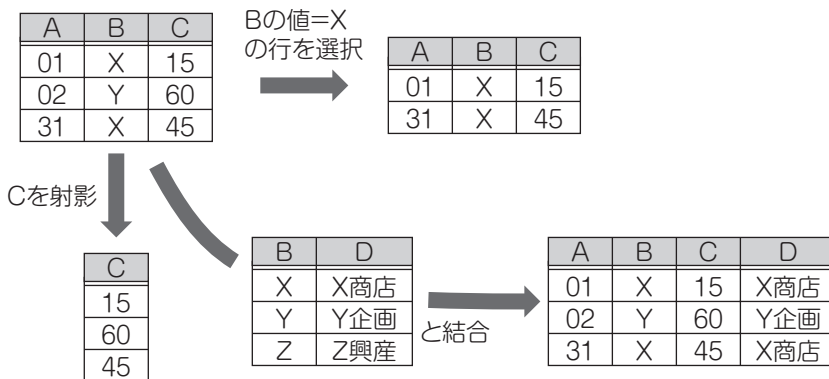 A B C
01 X 15
02 Y 60
31 X 45
Bの値=X
の行を選択
A B C
01 X 15
31 X 45
Cを射影
C
15
60
45
B D
X X商店
Y Y企画
Z Z興産
と結合
A B C D
01 X 15 X商店
02 Y 60 Y企画
31 X 45 X商店